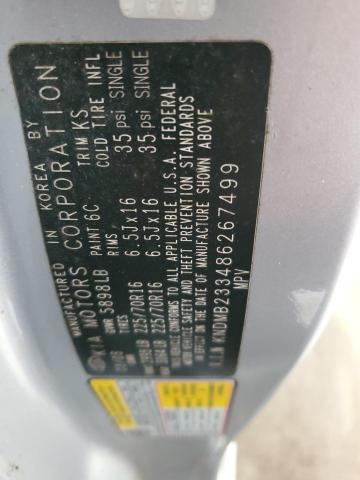 MANUFACTURED IN KOREA BY
KIA MOTORS CORPORATION
GVWR PAINT 6C TRIM KS
5898LB
TIRES RIMS, COLD TIRE INFL
225/70R16 6.5Jx16 35 psi SINGLE
225/70R16 6.5Jx16 35 psi SINGLE
THIS VEHICLE CONFORMS TO ALL APPLICABLE U.S.A. FEDERAL
MOTOR VEHICLE SAFETY AND THEFT PREVENTION STANDARDS
IN EFFECT ON THE DATE OF MANUFACTURE SHOWN ABOVE
KNDMB233486267499
MPV